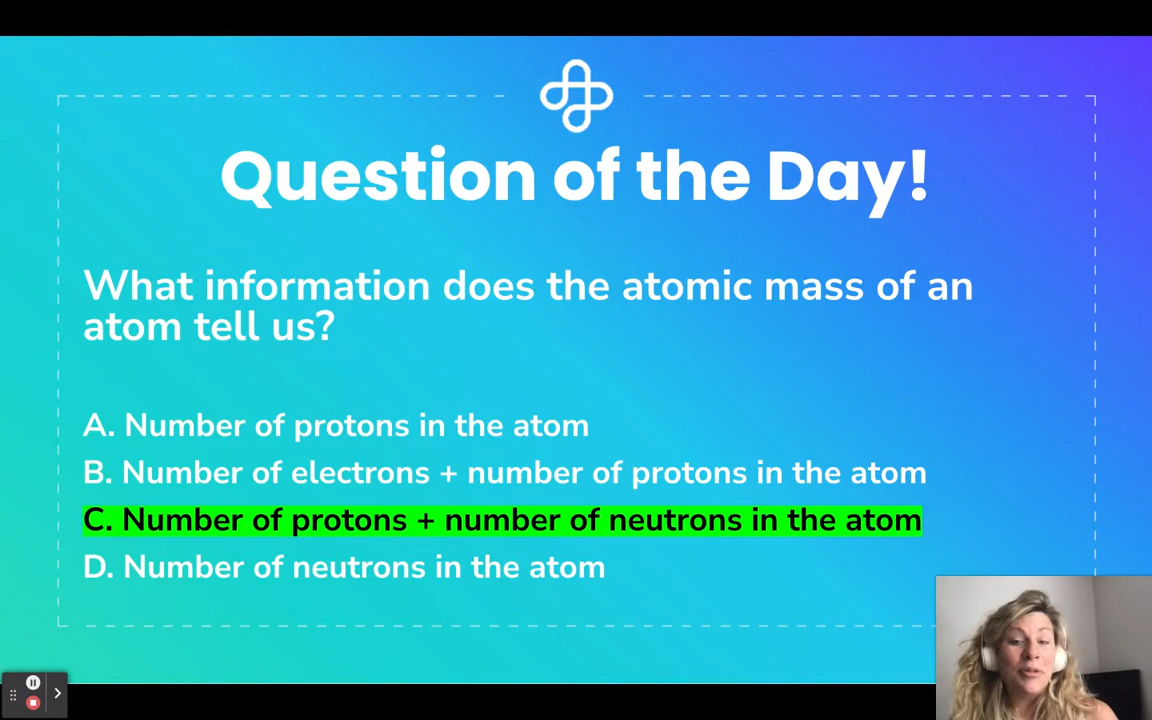 Question of the Day!
What information does the atomic mass of an
atom tell us?
A. Number of protons in the atom
B. Number of electrons + number of protons in the atom
C. Number of protons + number of neutrons in the atom
D. Number of neutrons in the atom